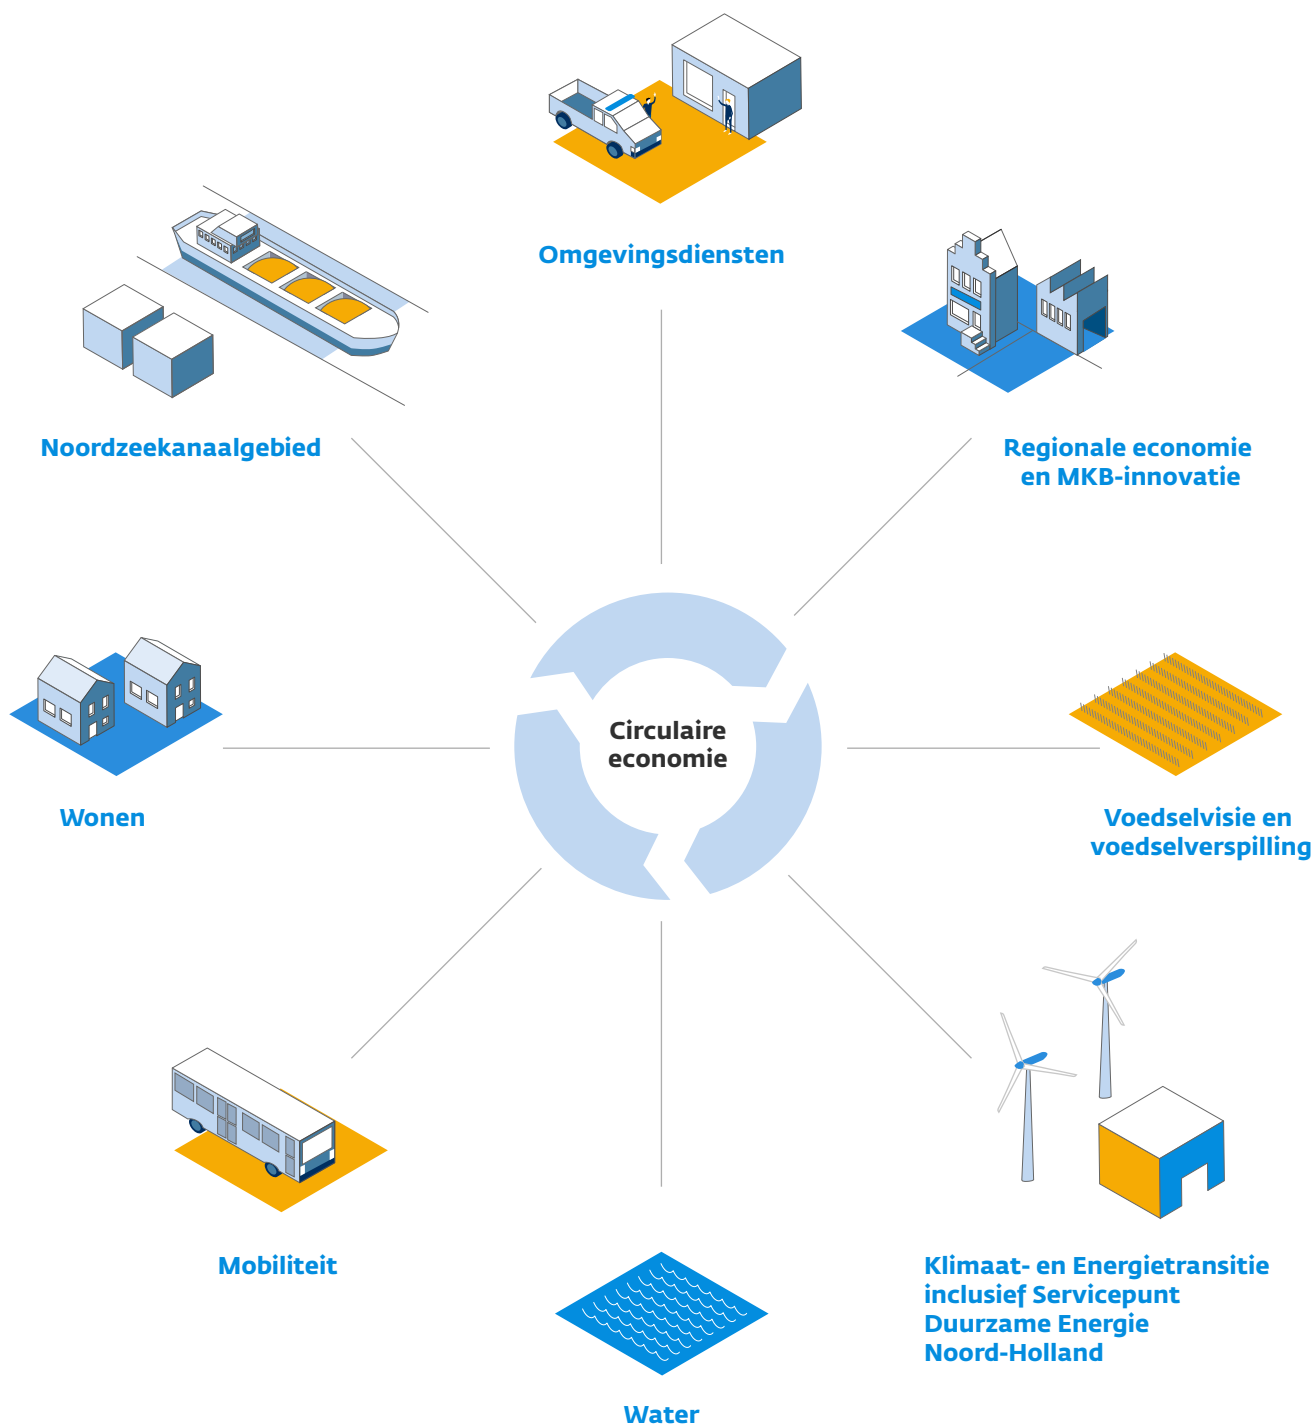 Omgevingsdiensten
Noordzeekanaalgebied
Regionale economie
en MKB-innovatie
Circulaire
economie
Wonen
Voedselvisie en
voedselverspilling
Mobiliteit
Klimaat- en Energietransitie
inclusief Servicepunt
Duurzame Energie
Noord-Holland
Water